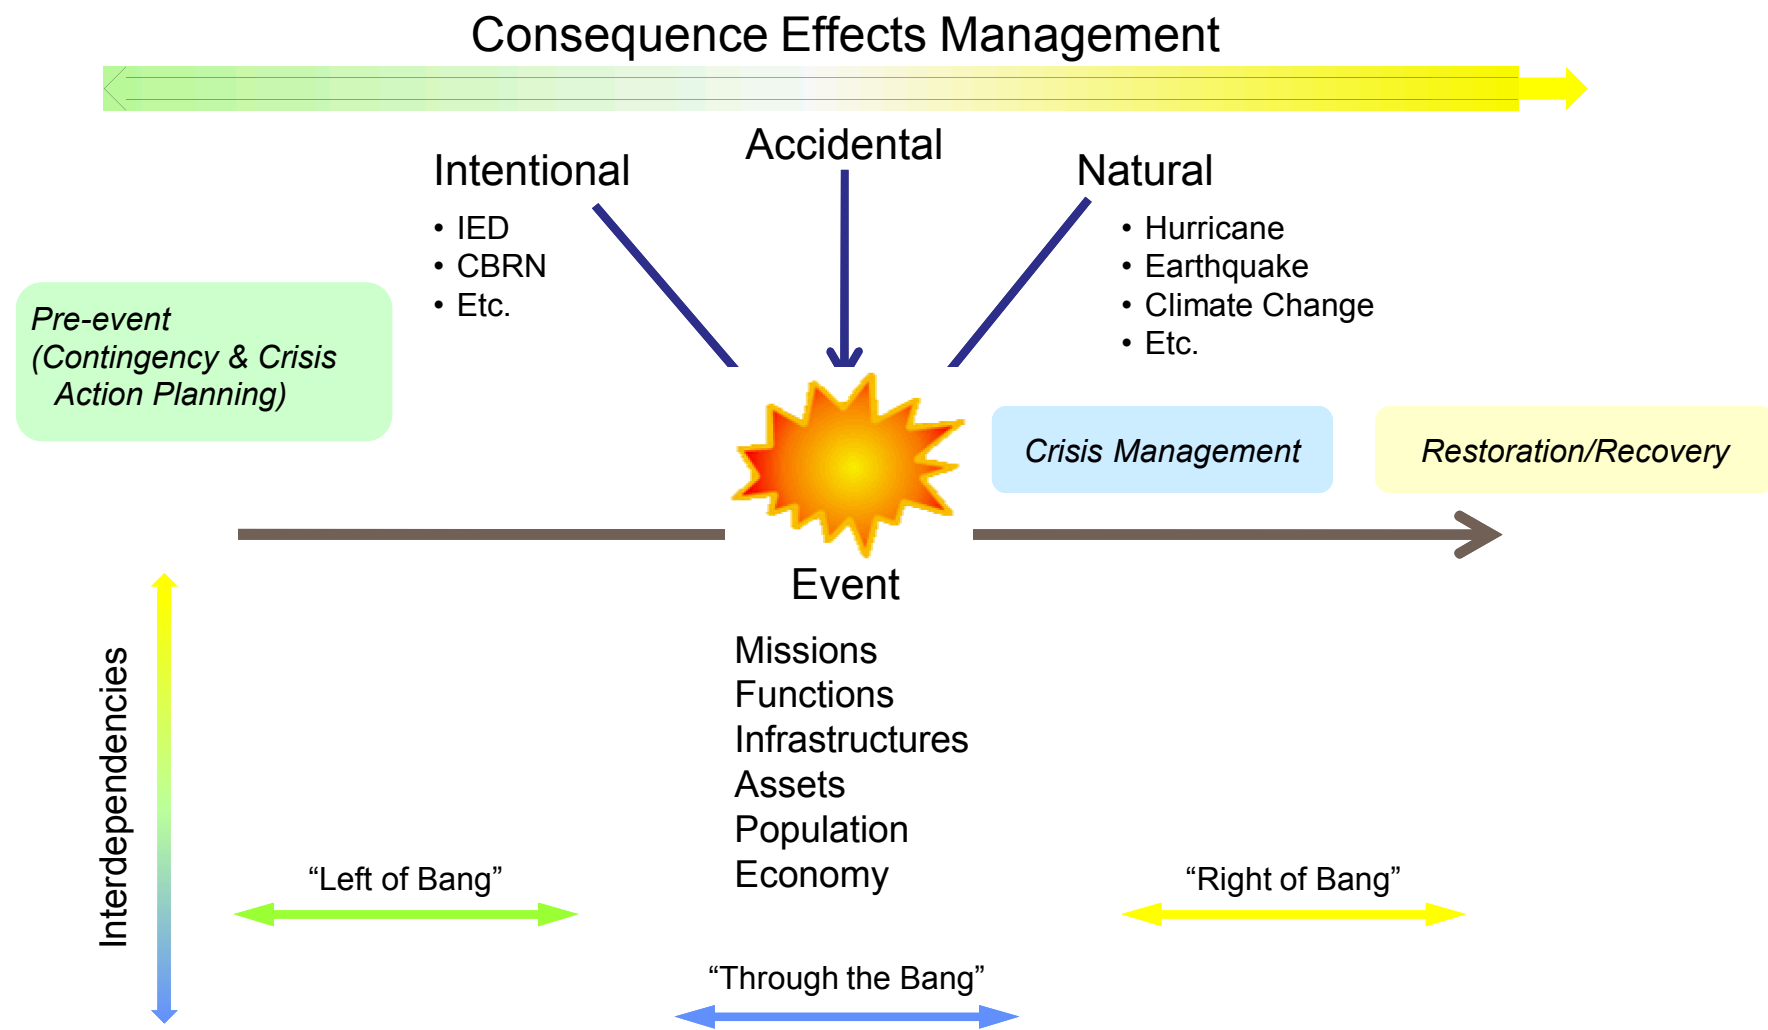 Consequence Effects Management
Accidental
Intentional
• IED
• CBRN
• Etc.
Natural
• Hurricane
• Earthquake
• Climate Change
• Etc.
Pre-event
(Contingency & Crisis
Action Planning)
Crisis Management
Restoration/Recovery
Event
Missions
Functions
Infrastructures
Assets
Population
Economy
Interdependencies
“Left of Bang”
“Right of Bang”
“Through the Bang”